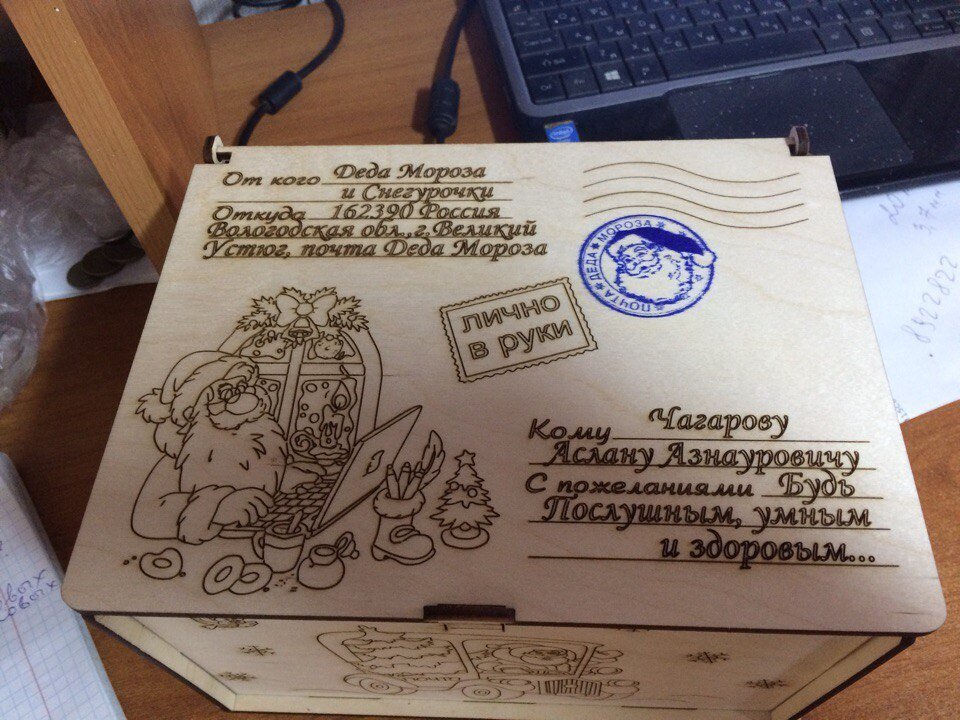 От кого Деда Мороза
и Снегурочки
Откуда 162390 Россия
Вологодская обл.,г.Великий
Устюг, почта Деда Мороза
ПОЧТА ★ ДЕДА ★ МОРОЗА ★
ЛИЧНО
В РУКИ
Кому Чагарову
Аслану Азнауровичу
С пожеланиями Будь
Послушным, умным
и здоровым...
intel